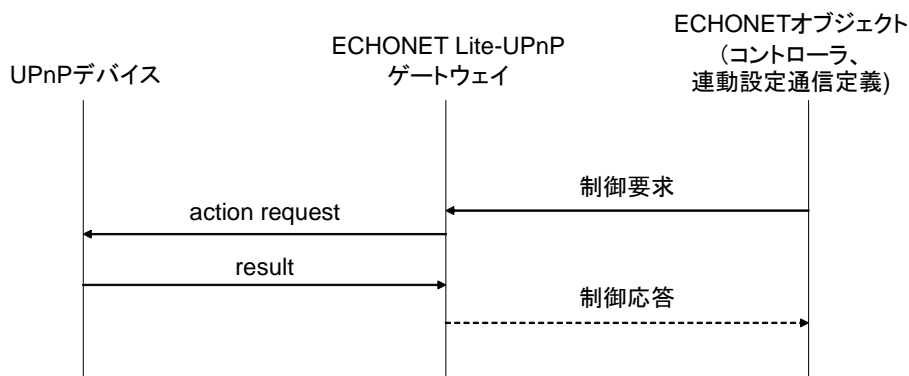 UPnPデバイス
ECHONET Lite-UPnP
ゲートウェイ
ECHONETオブジェクト
（コントローラ、
連動設定通信定義)
制御要求
action request
result
制御応答